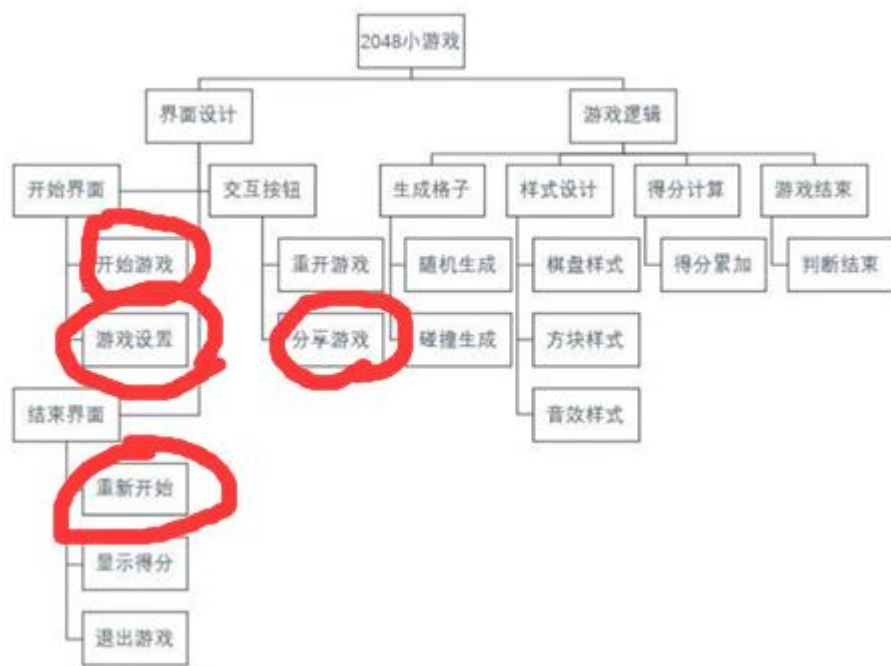 2048小游戏
界面设计
游戏逻辑
开始界面
交互按钮
生成格子
样式设计
得分计算
游戏结束
开始游戏
重开游戏
随机生成
棋盘样式
得分累加
判断结束
游戏设置
分享游戏
碰撞生成
方块样式
结束界面
音效样式
重新开始
显示得分
退出游戏